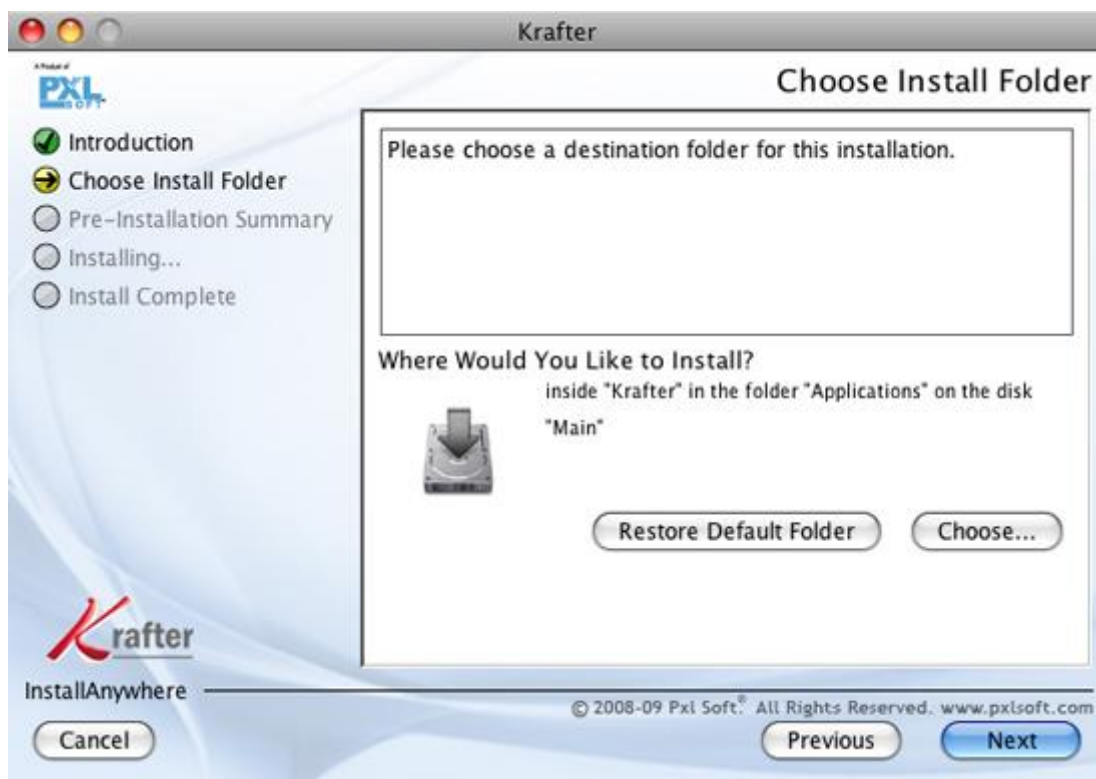 Krafter
A Product of
PXL
SOFT
Choose Install Folder
Introduction
Choose Install Folder
Pre-Installation Summary
Installing...
Install Complete
Please choose a destination folder for this installation.
Where Would You Like to Install?
inside "Krafter" in the folder "Applications" on the disk
"Main"
Restore Default Folder
Choose...
Krafter
InstallAnywhere
© 2008-09 Pxl Soft® All Rights Reserved. www.pxlsoft.com
Cancel
Previous
Next